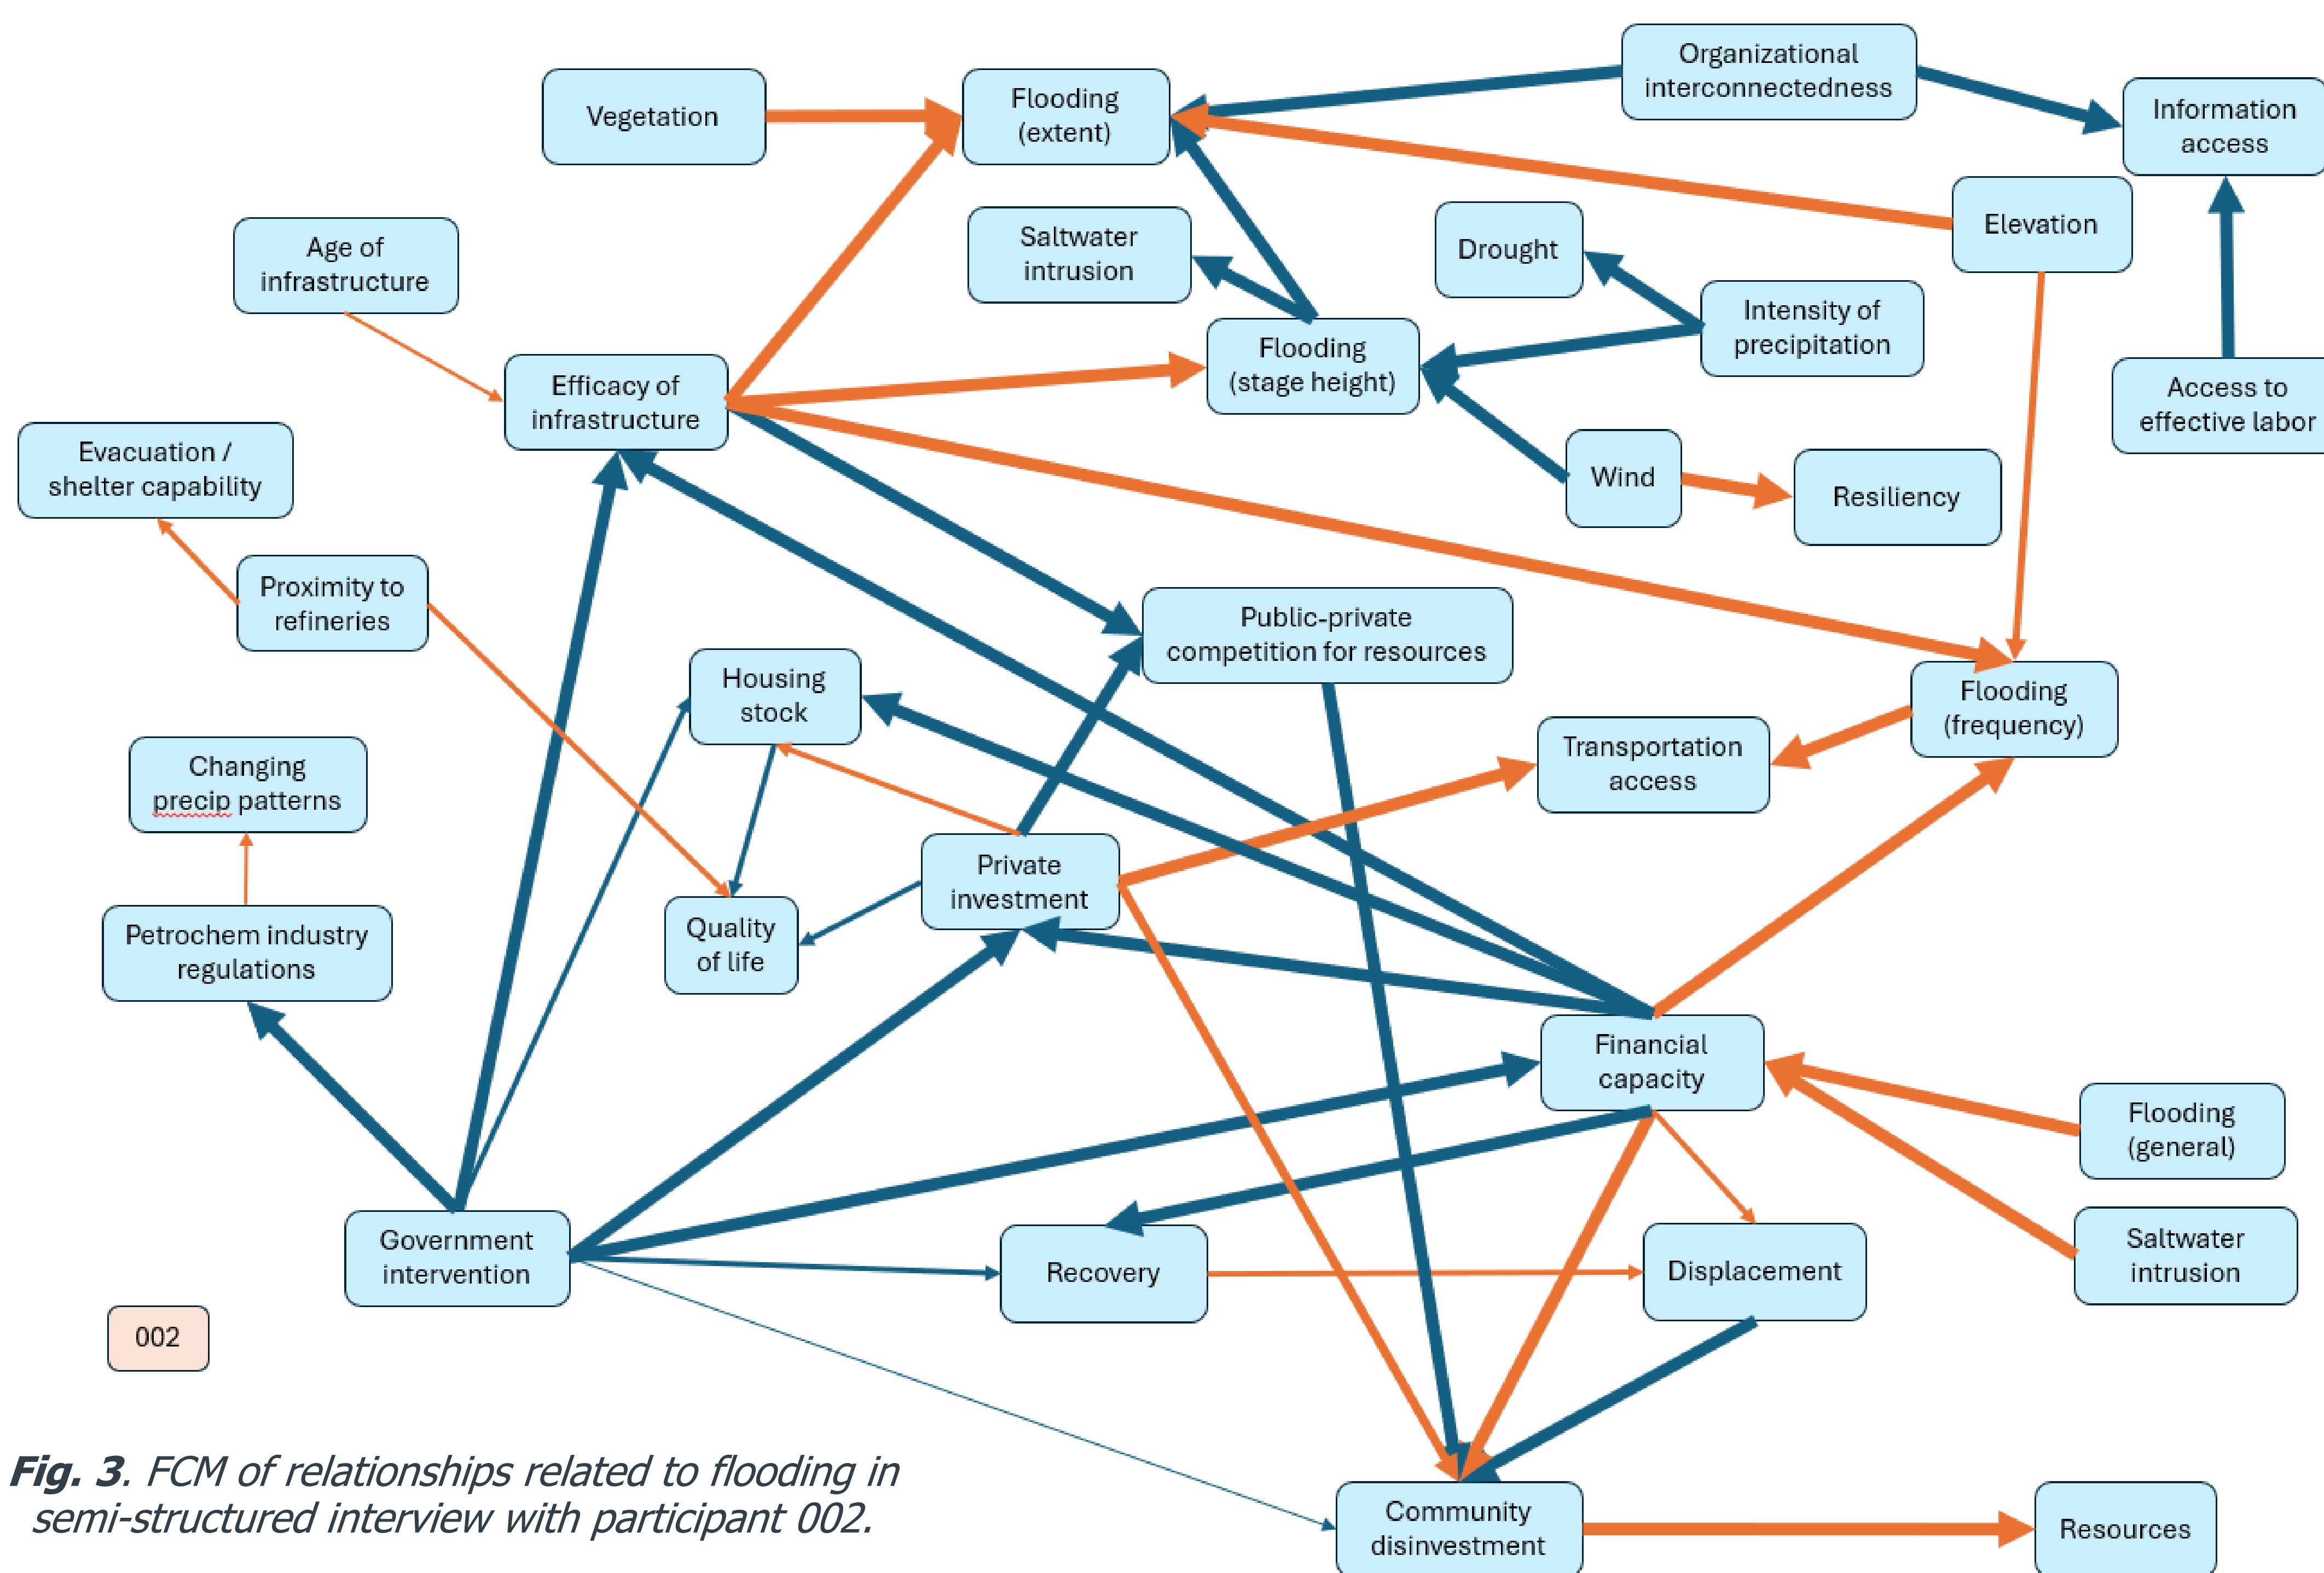 Organizational
interconnectedness
Vegetation
Flooding
(extent)
Information
access
Elevation
Age of
infrastructure
Saltwater
intrusion
Drought
Intensity of
precipitation
Flooding
(stage height)
Efficacy of
infrastructure
Access to
effective labor
Evacuation /
shelter capability
Wind
Resiliency
Proximity to
refineries
Public-private
competition for resources
Housing
stock
Flooding
(frequency)
Transportation
access
Changing
precip patterns
Private
investment
Quality
of life
Petrochem industry
regulations
Financial
capacity
Flooding
(general)
Government
intervention
Recovery
Displacement
Saltwater
intrusion
002
Community
disinvestment
Resources
Fig. 3. FCM of relationships related to flooding in
semi-structured interview with participant 002.